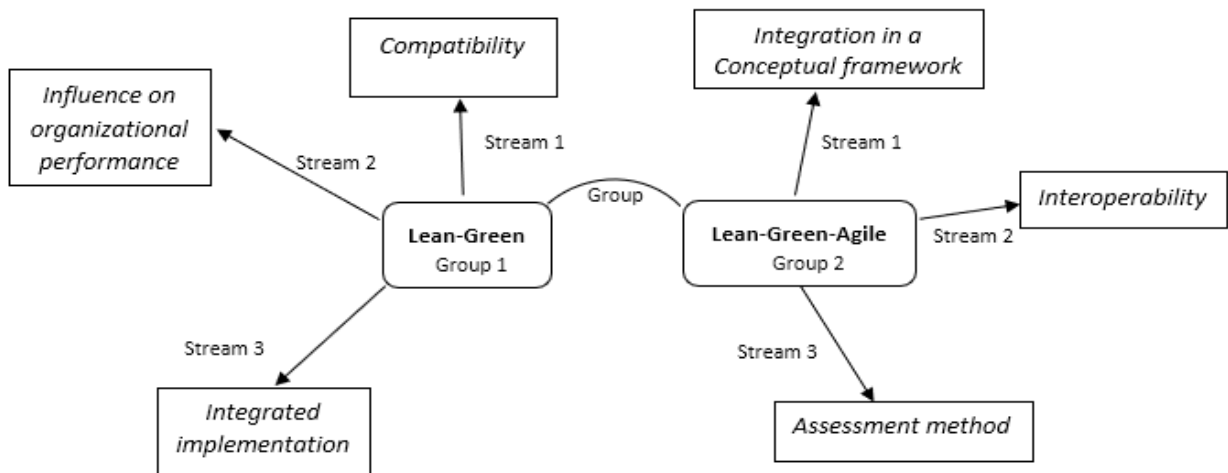 Compatibility
Integration in a
Conceptual framework
Influence on
organizational
performance
Stream 1
Stream 1
Stream 2
Group
Interoperability
Lean-Green
Group 1
Lean-Green-Agile
Group 2
Stream 2
Stream 3
Stream 3
Integrated
implementation
Assessment method